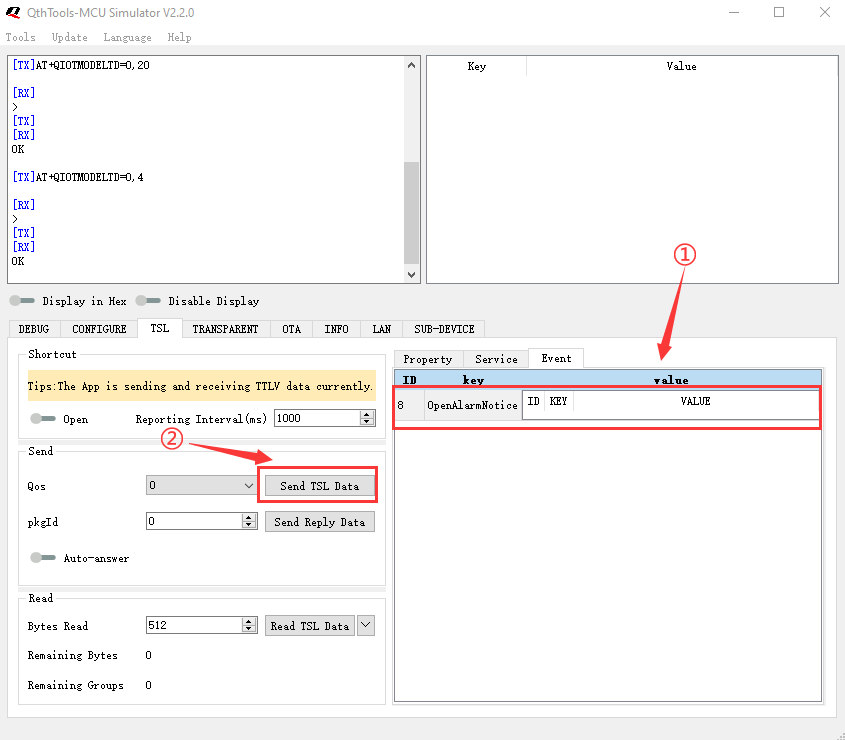 QthTools-MCU Simulator V2.2.0
Tools Update Language Help
[TX]AT+QIOTMODELTD=0,20
[RX]
>
[TX]
[RX]
OK
[TX]AT+QIOTMODELTD=0,4
[RX]
>
[TX]
[RX]
OK
Key Value
①
Display in Hex Disable Display
DEBUG CONFIGURE TSL TRANSPARENT OTA INFO LAN SUB-DEVICE
Shortcut
Tips:The App is sending and receiving TTLV data currently.
Open Reporting Interval(ms) 1000
②
Send
Qos 0 Send TSL Data
pkgId 0 Send Reply Data
Auto-answer
Read
Bytes Read 512 Read TSL Data
Remaining Bytes 0
Remaining Groups 0
Property Service Event
ID key value
8 OpenAlarmNotice ID KEY VALUE